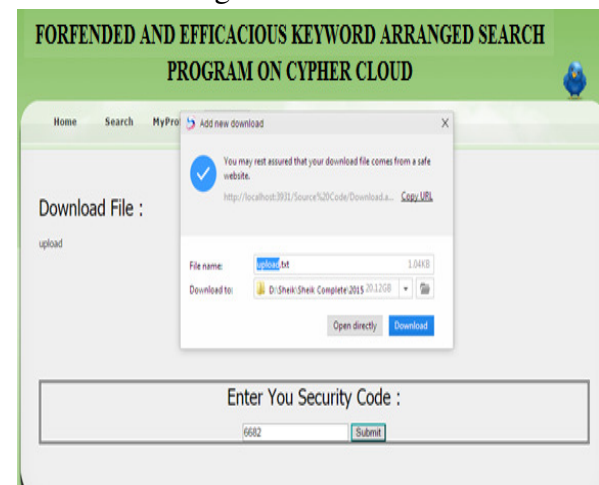 FORFENDED AND EFFICACIOUS KEYWORD ARRANGED SEARCH
PROGRAM ON CYPHER CLOUD
Home Search MyPro
Add new download X
You may rest assured that your download file comes from a safe
website.
http://localhost:3931/Source%20Code/Download.a... Copy URL
Download File :
upload
File name: upload.txt 1.04KB
Download to: D:\Sheik\Sheik Complete\2015 20.12GB
Open directly Download
Enter You Security Code :
6682 Submit